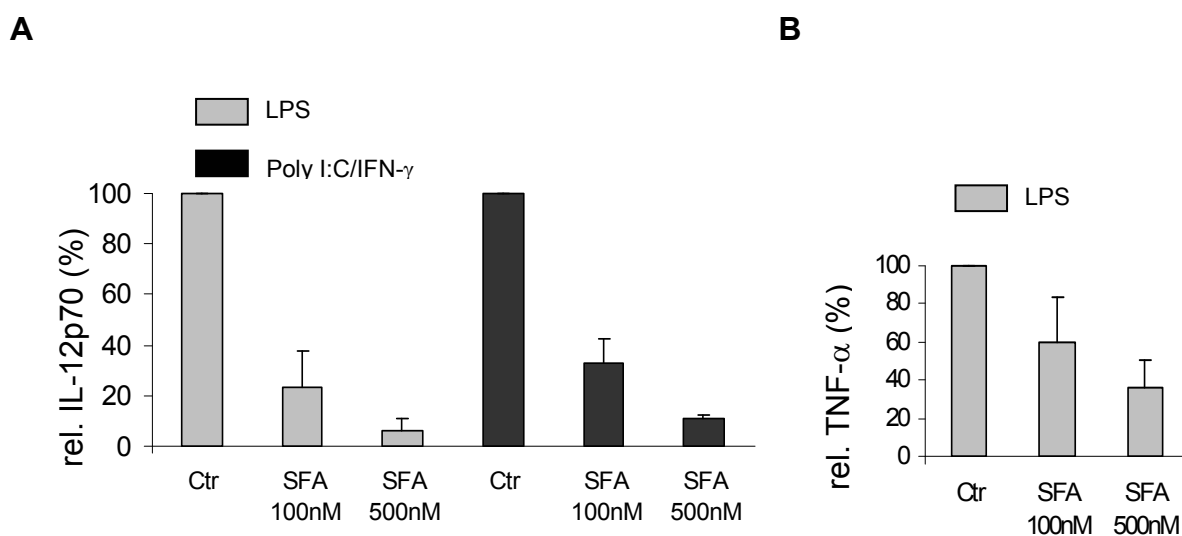 A
B
LPS
Poly I:C/IFN-γ
rel. IL-12p70 (%)
100
80
60
40
20
0
Ctr
SFA
100nM
SFA
500nM
Ctr
SFA
100nM
SFA
500nM
LPS
rel. TNF-α (%)
100
80
60
40
20
0
Ctr
SFA
100nM
SFA
500nM